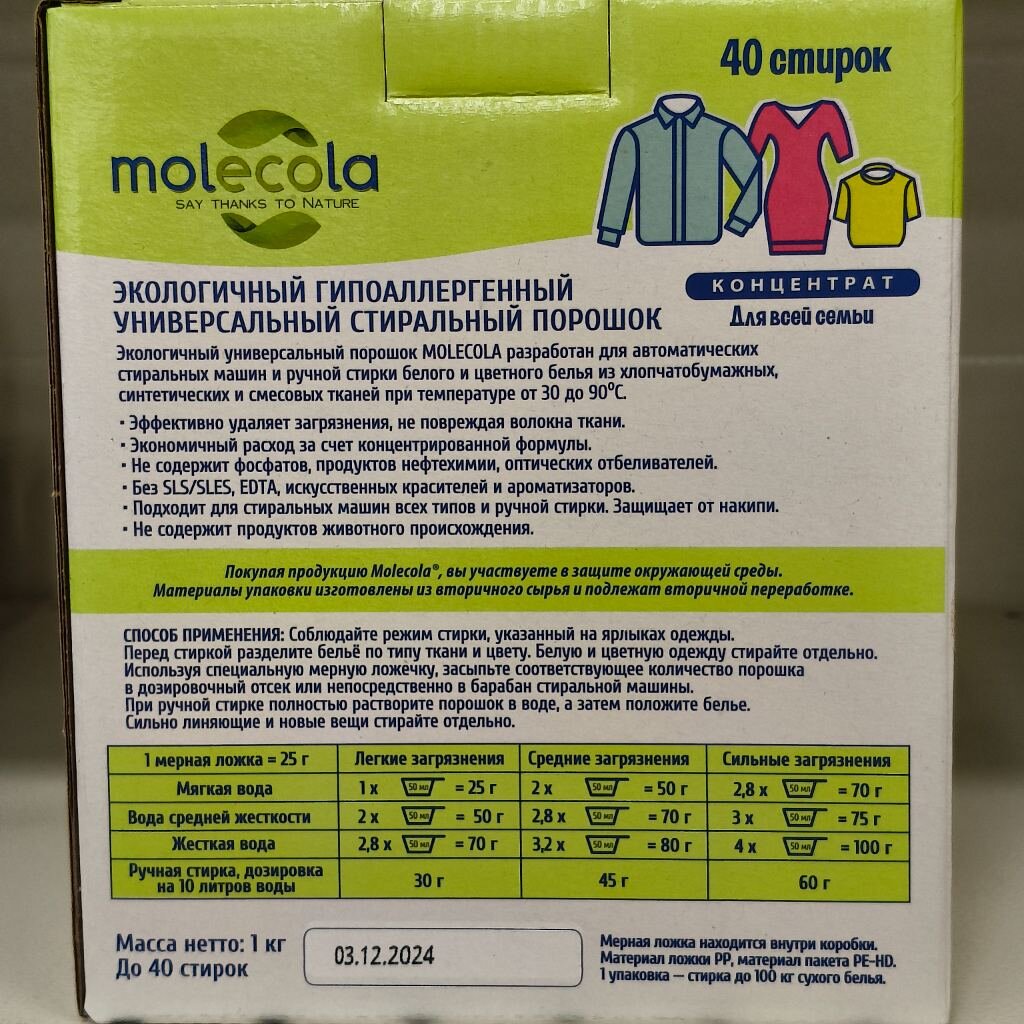 40 стирок
molecola
SAY THANKS TO NATURE
ЭКОЛОГИЧНЫЙ ГИПОАЛЛЕРГЕННЫЙ
УНИВЕРСАЛЬНЫЙ СТИРАЛЬНЫЙ ПОРОШОК
КОНЦЕНТРАТ
Для всей семьи
Экологичный универсальный порошок MOLECOLA разработан для автоматических
стиральных машин и ручной стирки белого и цветного белья из хлопчатобумажных,
синтетических и смесовых тканей при температуре от 30 до 90°С.
· Эффективно удаляет загрязнения, не повреждая волокна ткани.
· Экономичный расход за счет концентрированной формулы.
· Не содержит фосфатов, продуктов нефтехимии, оптических отбеливателей.
· Без SLS/SLES, EDTA, искусственных красителей и ароматизаторов.
· Подходит для стиральных машин всех типов и ручной стирки. Защищает от накипи.
· Не содержит продуктов животного происхождения.
Покупая продукцию Molecola®, вы участвуете в защите окружающей среды.
Материалы упаковки изготовлены из вторичного сырья и подлежат вторичной переработке.
СПОСОБ ПРИМЕНЕНИЯ: Соблюдайте режим стирки, указанный на ярлыках одежды.
Перед стиркой разделите бельё по типу ткани и цвету. Белую и цветную одежду стирайте отдельно.
Используя специальную мерную ложечку, засыпьте соответствующее количество порошка
в дозировочный отсек или непосредственно в барабан стиральной машины.
При ручной стирке полностью растворите порошок в воде, а затем положите белье.
Сильно линяющие и новые вещи стирайте отдельно.
1 мерная ложка = 25 г Легкие загрязнения Средние загрязнения Сильные загрязнения
Мягкая вода 1 х 50 мл = 25 г 2 х 50 мл = 50 г 2,8 х 50 мл = 70 г
Вода средней жесткости 2 х 50 мл = 50 г 2,8 х 50 мл = 70 г 3 х 50 мл = 75 г
Жесткая вода 2,8 х 50 мл = 70 г 3,2 х 50 мл = 80 г 4 х 50 мл = 100 г
Ручная стирка, дозировка
на 10 литров воды 30 г 45 г 60 г
Масса нетто: 1 кг
До 40 стирок
03.12.2024
Мерная ложка находится внутри коробки.
Материал ложки PP, материал пакета PE-HD.
1 упаковка — стирка до 100 кг сухого белья.